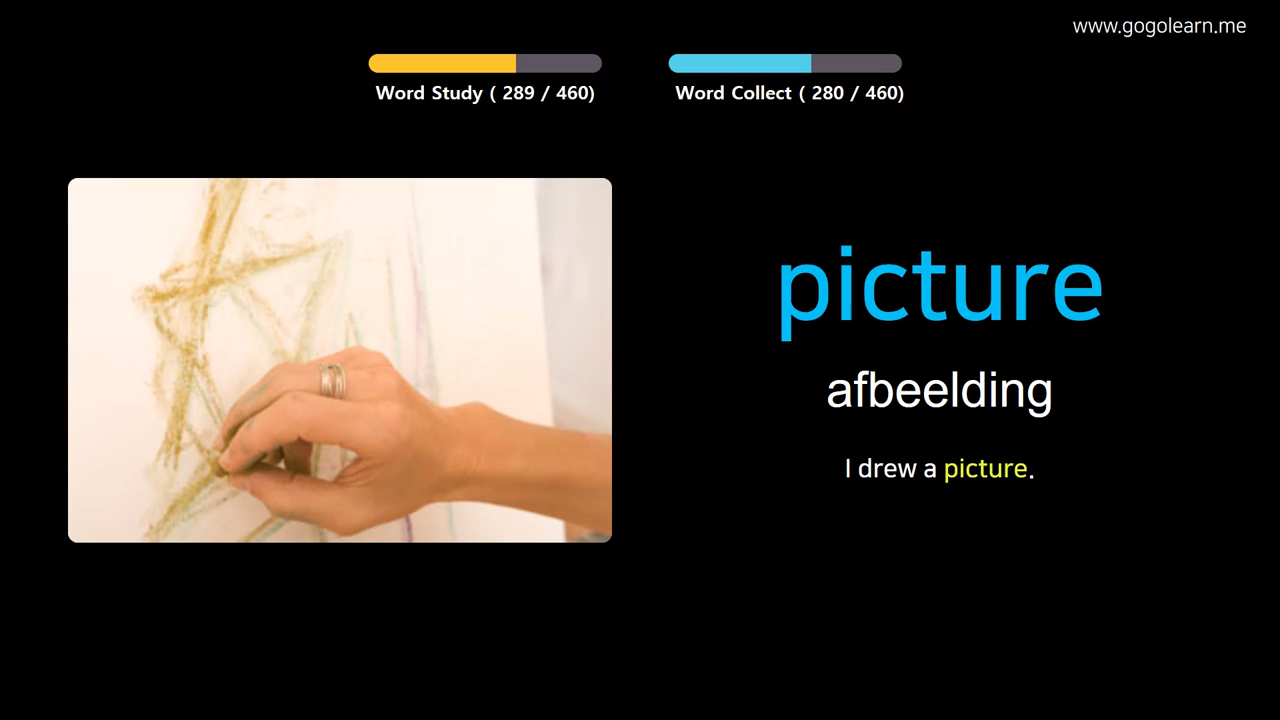 www.gogolearn.me
Word Study ( 289 / 460)
Word Collect ( 280 / 460)
picture
afbeelding
I drew a picture.